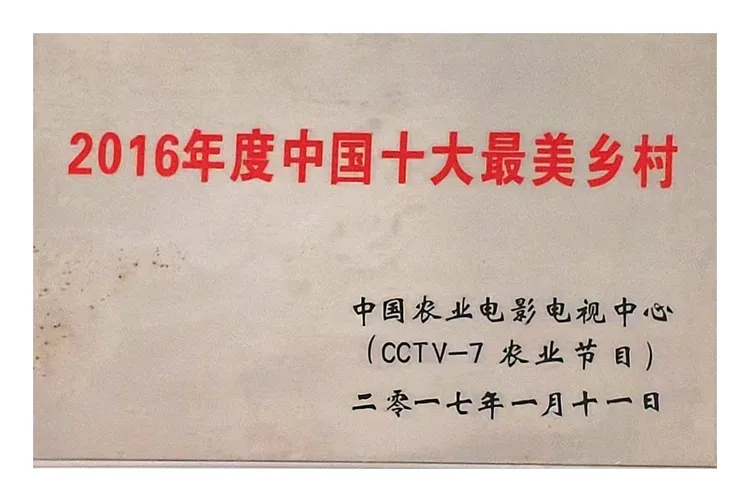 2016年度中国十大最美乡村
中国农业电影电视中心
(CCTV-7 农业节目)
二零一七年一月十一日